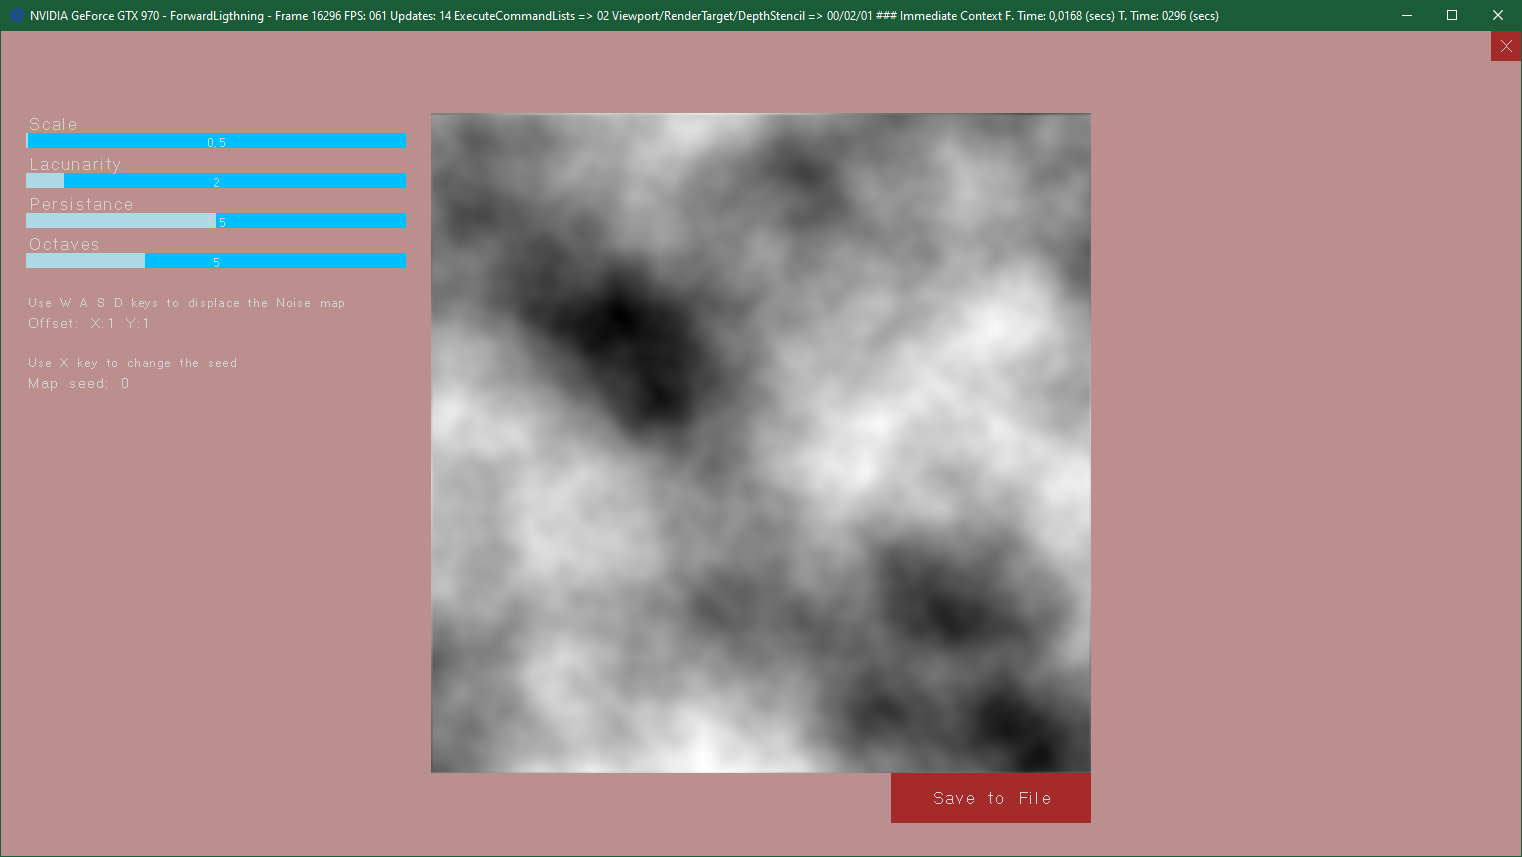 NVIDIA GeForce GTX 970 - ForwardLigthning - Frame 16296 FPS: 061 Updates: 14 ExecuteCommandLists => 02 Viewport/RenderTarget/DepthStencil => 00/02/01 ### Immediate Context F. Time: 0,0168 (secs) T. Time: 0296 (secs)
X
Scale
0,5
Lacunarity
2
Persistance
5
Octaves
5
Use W A S D keys to displace the Noise map
Offset: X:1 Y:1
Use X key to change the seed
Map seed: 0
Save to File